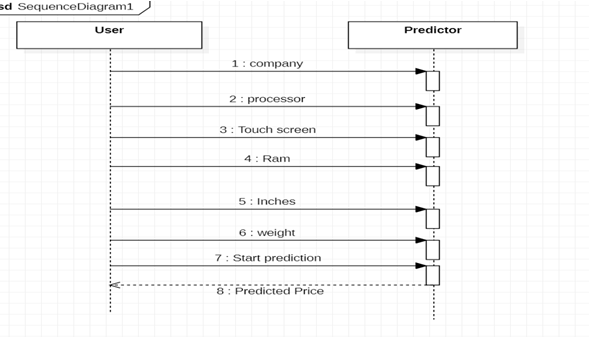 sd SequenceDiagram1
User
Predictor
1 : company
2 : processor
3 : Touch screen
4 : Ram
5 : Inches
6 : weight
7 : Start prediction
8 : Predicted Price